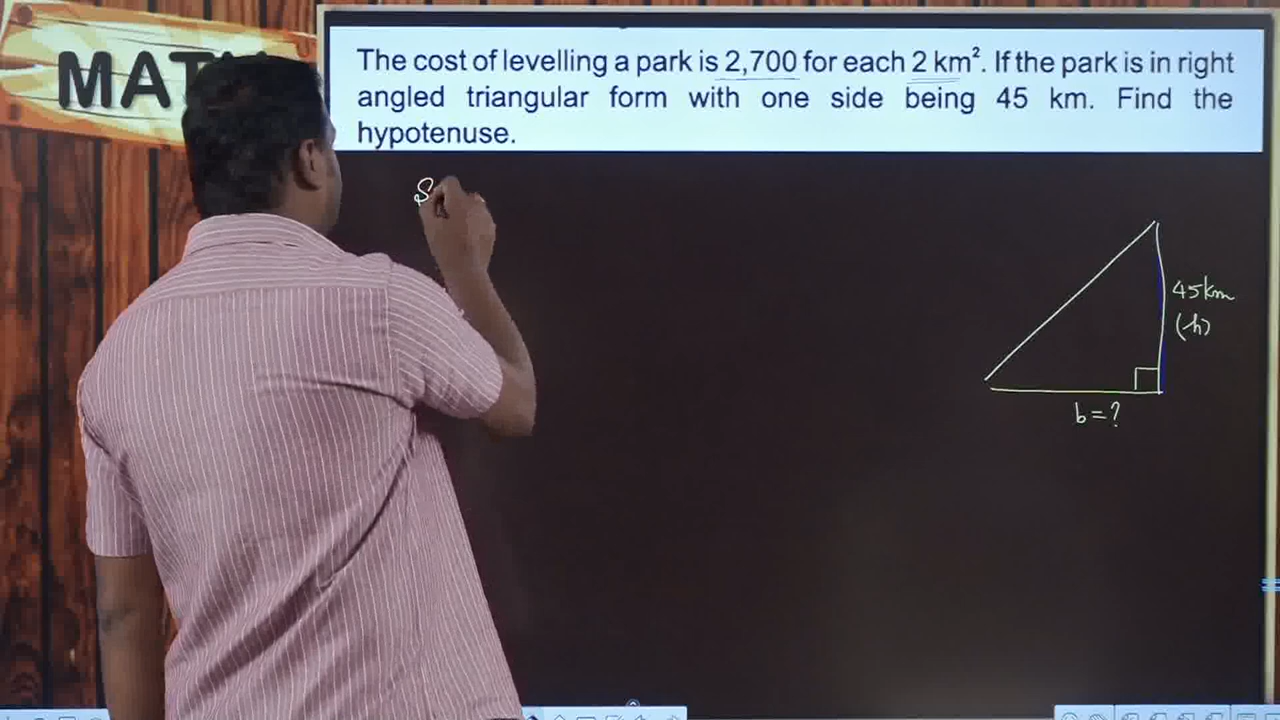 The cost of levelling a park is 2,700 for each 2 km². If the park is in right
angled triangular form with one side being 45 km. Find the
hypotenuse.
S
45km
(h)
b=?